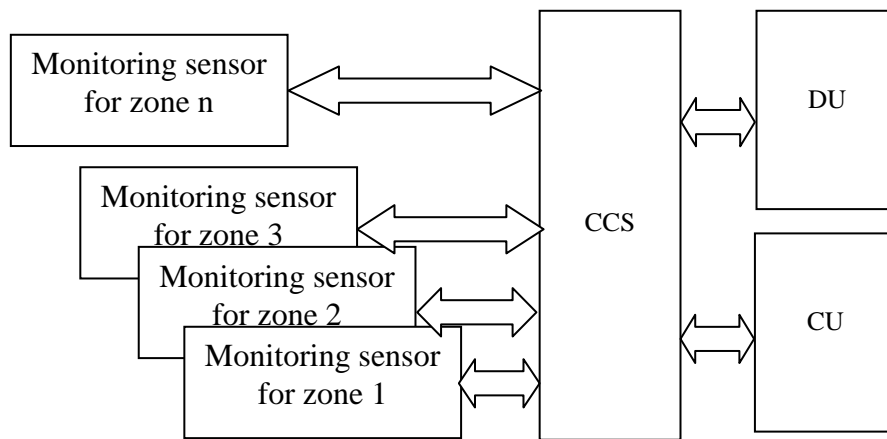 Monitoring sensor
for zone n
Monitoring sensor
for zone 3
Monitoring sensor
for zone 2
Monitoring sensor
for zone 1
CCS
DU
CU